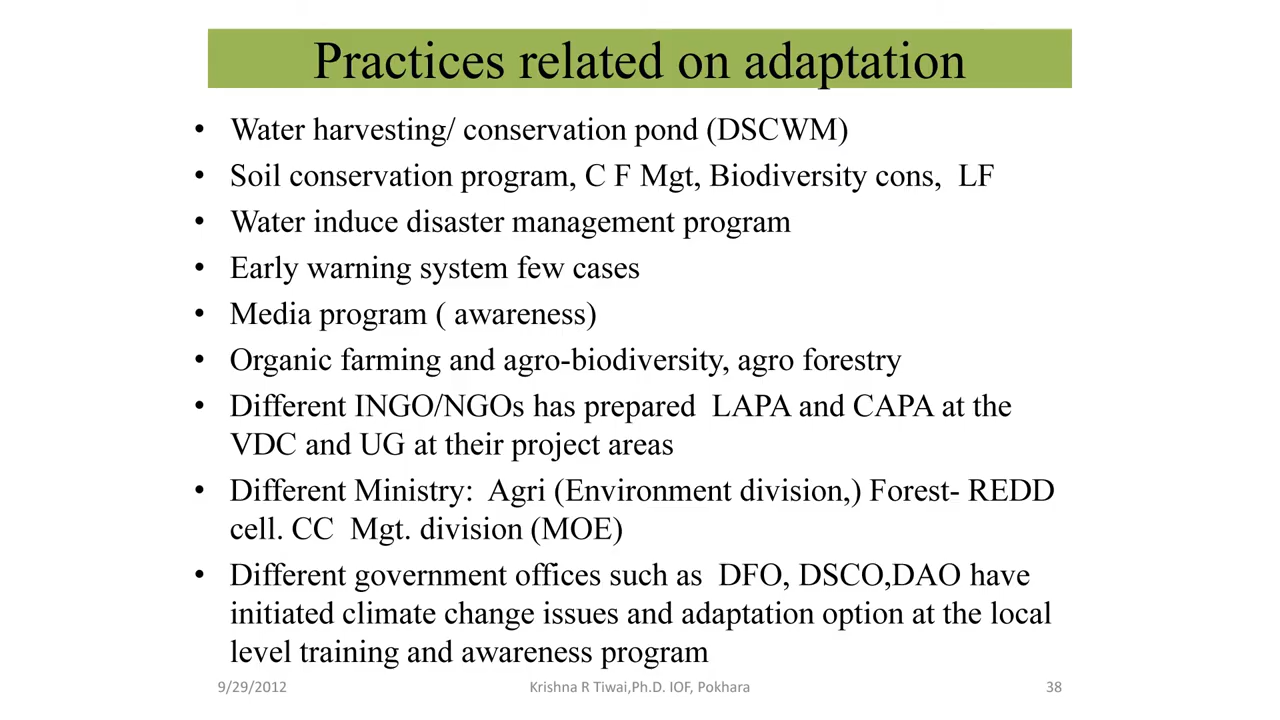 Practices related on adaptation
• Water harvesting/ conservation pond (DSCWM)
• Soil conservation program, C F Mgt, Biodiversity cons,  LF
• Water induce disaster management program
• Early warning system few cases
• Media program ( awareness)
• Organic farming and agro-biodiversity, agro forestry
• Different INGO/NGOs has prepared  LAPA and CAPA at the
VDC and UG at their project areas
• Different Ministry:  Agri (Environment division,) Forest- REDD
cell. CC  Mgt. division (MOE)
• Different government offices such as  DFO, DSCO,DAO have
initiated climate change issues and adaptation option at the local
level training and awareness program
9/29/2012 Krishna R Tiwai,Ph.D. IOF, Pokhara 38